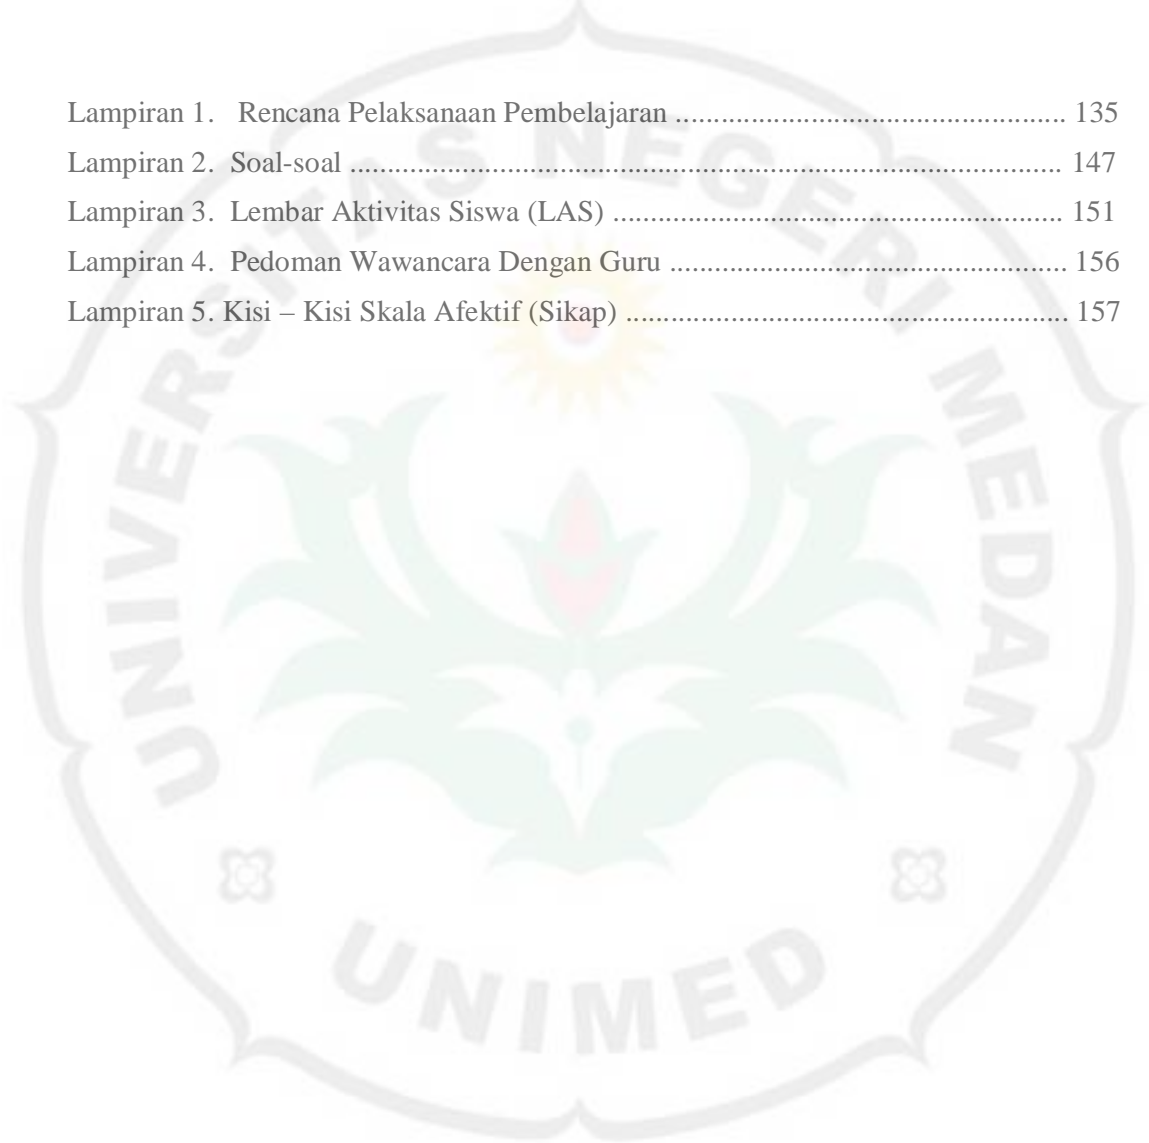 Lampiran 1.   Rencana Pelaksanaan Pembelajaran .................................................... 135
Lampiran 2.  Soal-soal ............................................................................................... 147
Lampiran 3.  Lembar Aktivitas Siswa (LAS) ............................................................ 151
Lampiran 4.  Pedoman Wawancara Dengan Guru ..................................................... 156
Lampiran 5. Kisi – Kisi Skala Afektif (Sikap) ........................................................... 157
UNIVERSITAS NEGERI MEDAN
UNIMED